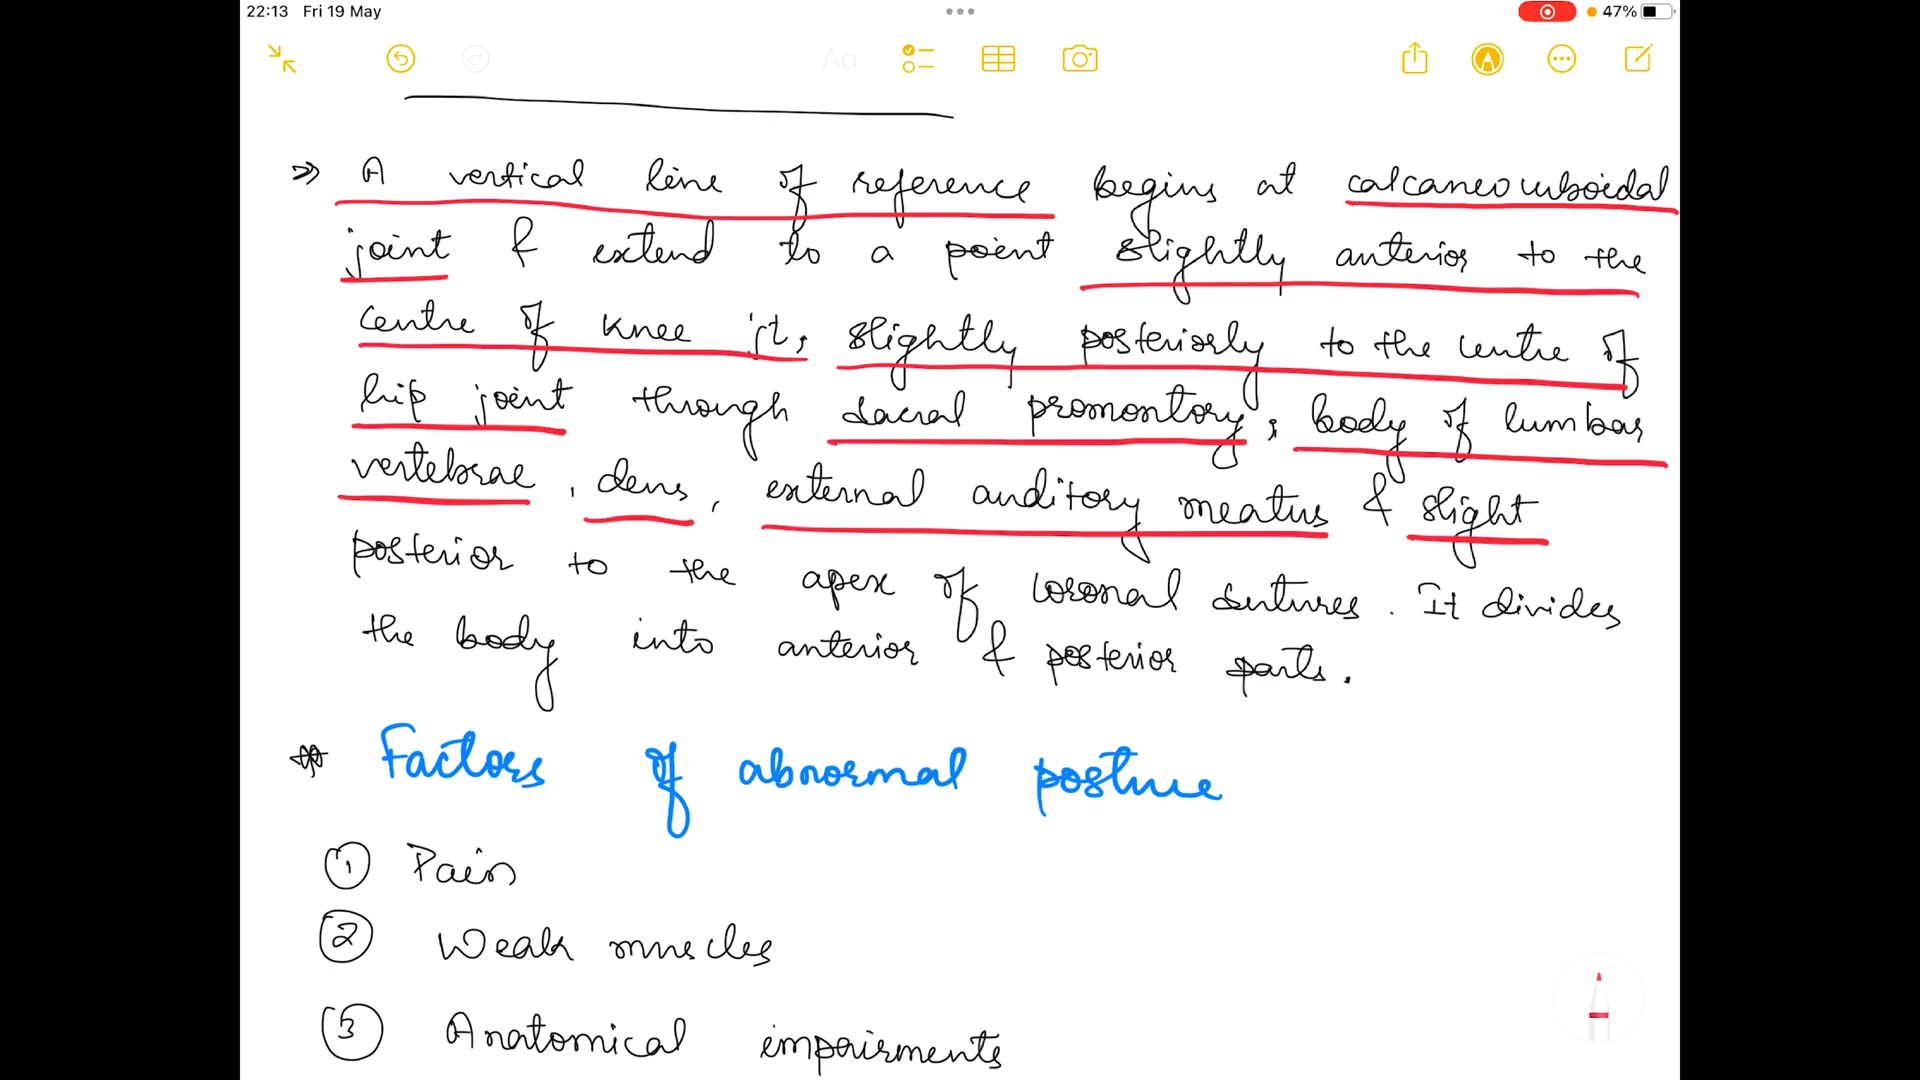 22:13 Fri 19 May
47%
Aa
A vertical line of reference begins at calcaneocuboidal
joint & extend to a point slightly anterior to the
centre of knee jt, slightly posteriorly to the centre of
hip joint through sacral promontory, body of lumbar
vertebrae, dens, external auditory meatus & slight
posterior to the apex of coronal sutures. It divides
the body into anterior & posterior parts.
Factors of abnormal posture
1 Pain
2 Weak muscles
3 Anatomical impairments